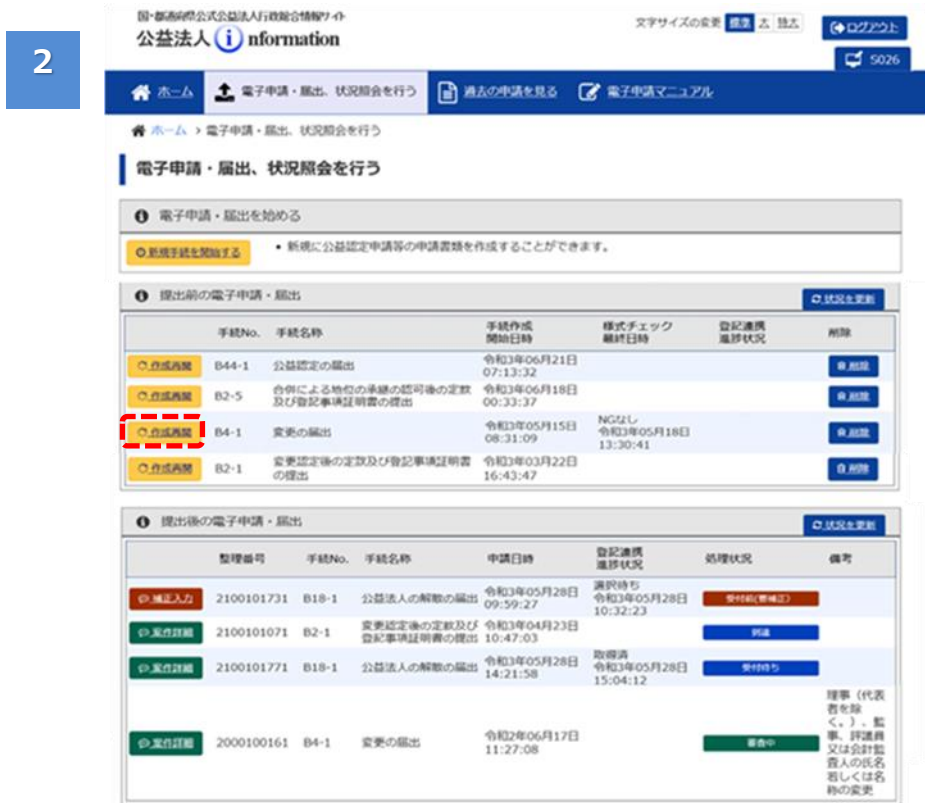 2
国・都道府県公式公益法人行政総合情報サイト
公益法人 i nformation
文字サイズの変更 標準 大 特大
ログアウト
5026
ホーム 電子申請・届出、状況照会を行う 過去の申請を見る 電子申請マニュアル
ホーム > 電子申請・届出、状況照会を行う
電子申請・届出、状況照会を行う
電子申請・届出を始める
新規手続を開始する
• 新規に公益認定申請等の申請書類を作成することができます。
提出前の電子申請・届出
状況を更新
手続No. 手続名称 手続作成 様式チェック 登記連携 削除
開始日時 最終日時 進捗状況
作成再開 B44-1 公益認定の届出 令和3年06月21日 削除
07:13:32
作成再開 B2-5 合併による地位の承継の認可後の定款 令和3年06月18日 削除
及び登記事項証明書の提出 00:33:37
作成再開 B4-1 変更の届出 令和3年05月15日 NGなし 削除
08:31:09 令和3年05月18日
13:30:41
作成再開 B2-1 変更認定後の定款及び登記事項証明書 令和3年03月22日 削除
の提出 16:43:47
提出後の電子申請・届出
状況を更新
整理番号 手続No. 手続名称 申請日時 登記連携 処理状況 備考
進捗状況
補正入力 2100101731 B18-1 公益法人の解散の届出 令和3年05月28日 選択待ち 受付前(要補正)
09:59:27 令和3年05月28日
10:32:23
案件詳細 2100101071 B2-1 変更認定後の定款及び 令和3年04月23日 到達
登記事項証明書の提出 10:47:03
案件詳細 2100101771 B18-1 公益法人の解散の届出 令和3年05月28日 取得済 受付待ち
14:21:58 令和3年05月28日
15:04:12
案件詳細 2000100161 B4-1 変更の届出 令和2年06月17日 審査中
11:27:08
理事（代表
者を除
く。）、監
事、評議員
又は会計監
査人の氏名
若しくは名
称の変更